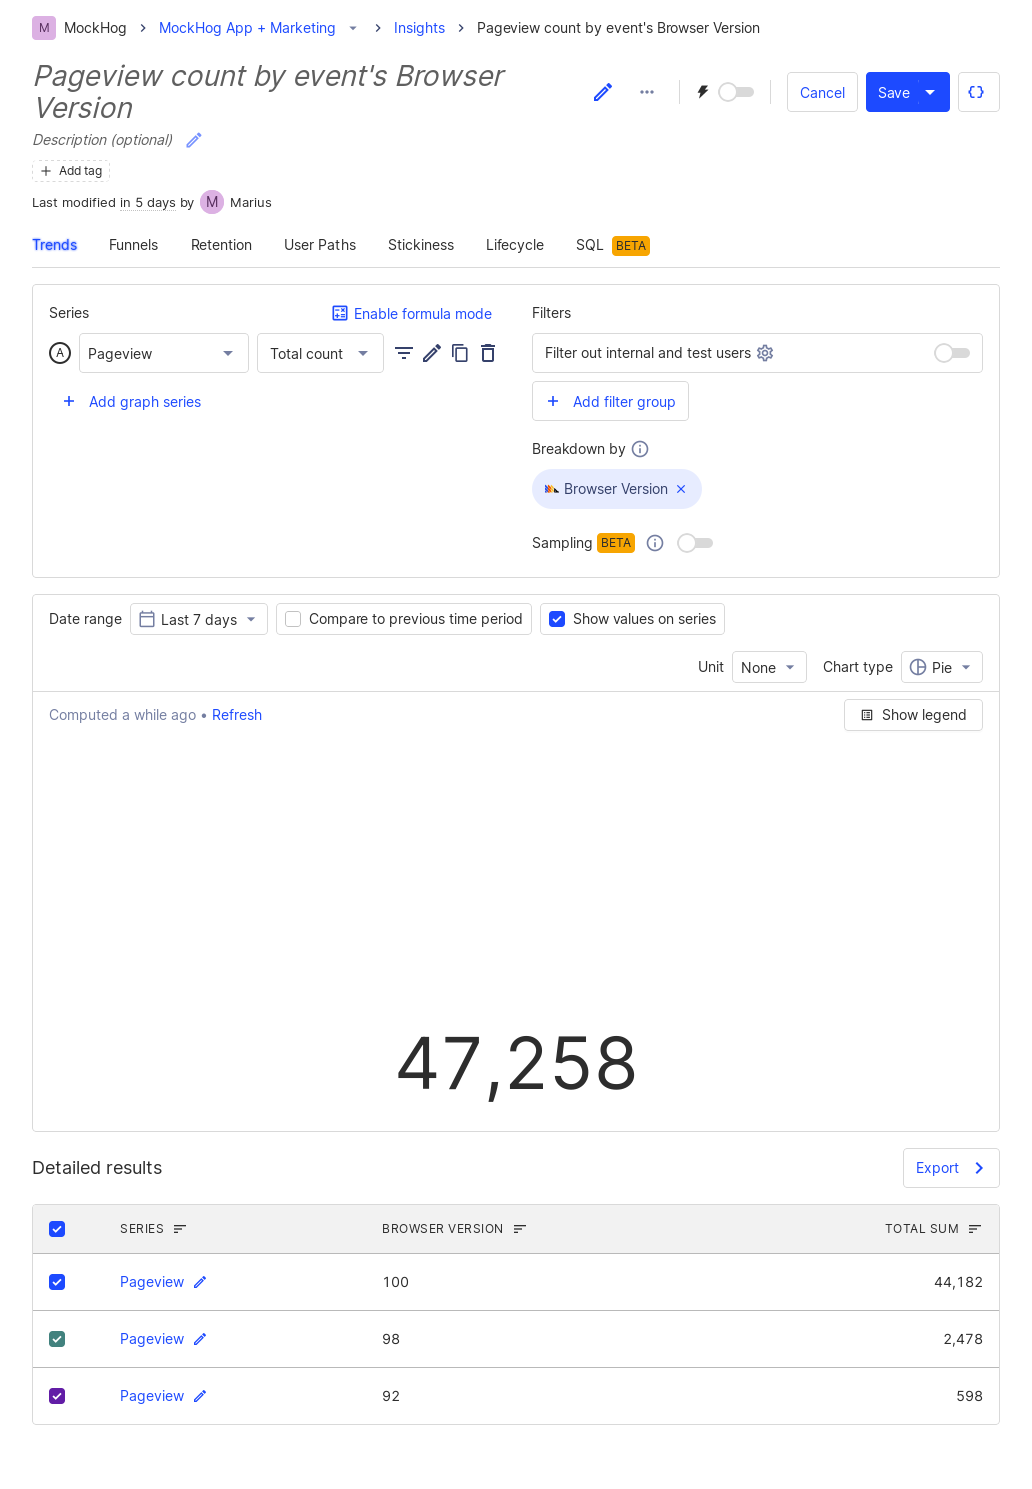 M MockHog > MockHog App + Marketing > Insights > Pageview count by event's Browser Version
Pageview count by event's Browser
Version
Cancel Save
Description (optional)
Add tag
Last modified in 5 days by M Marius
Trends Funnels Retention User Paths Stickiness Lifecycle SQL BETA
Series Enable formula mode Filters
A Pageview Total count Filter out internal and test users
Add graph series Add filter group
Breakdown by
Browser Version
Sampling BETA
Date range Last 7 days Compare to previous time period Show values on series
Unit None Chart type Pie
Computed a while ago • Refresh Show legend
47,258
Detailed results Export
SERIES BROWSER VERSION TOTAL SUM
Pageview 100 44,182
Pageview 98 2,478
Pageview 92 598